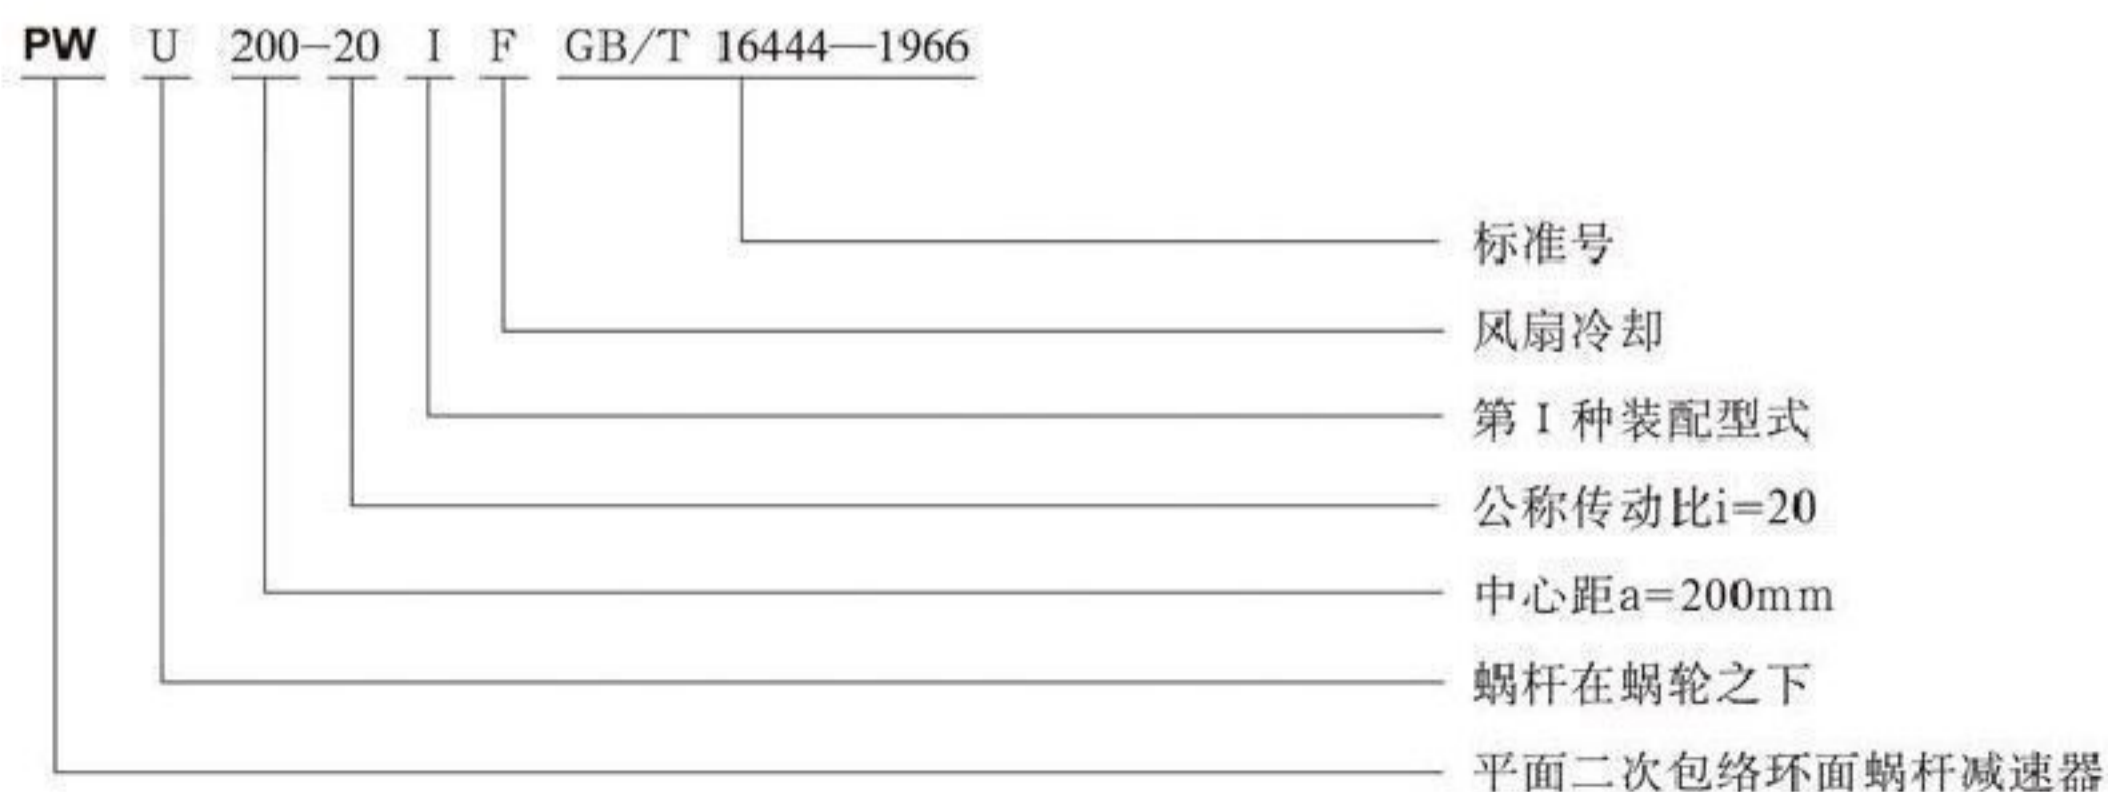 PW U 200-20 I F GB/T 16444—1966
标准号
风扇冷却
第 I 种装配型式
公称传动比i=20
中心距a=200mm
蜗杆在蜗轮之下
平面二次包络环面蜗杆减速器